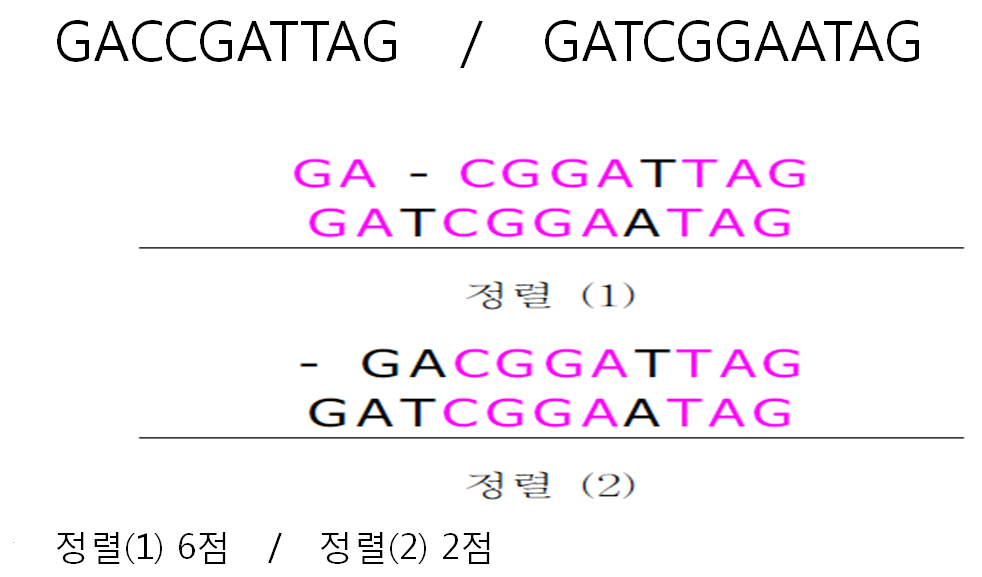 GACCGATTAG / GATCGGAATAG
GA - CGGATTAG
GATCGGAATAG
정렬 (1)
- GACGGATTAG
GATCGGAATAG
정렬 (2)
정렬(1) 6점 / 정렬(2) 2점